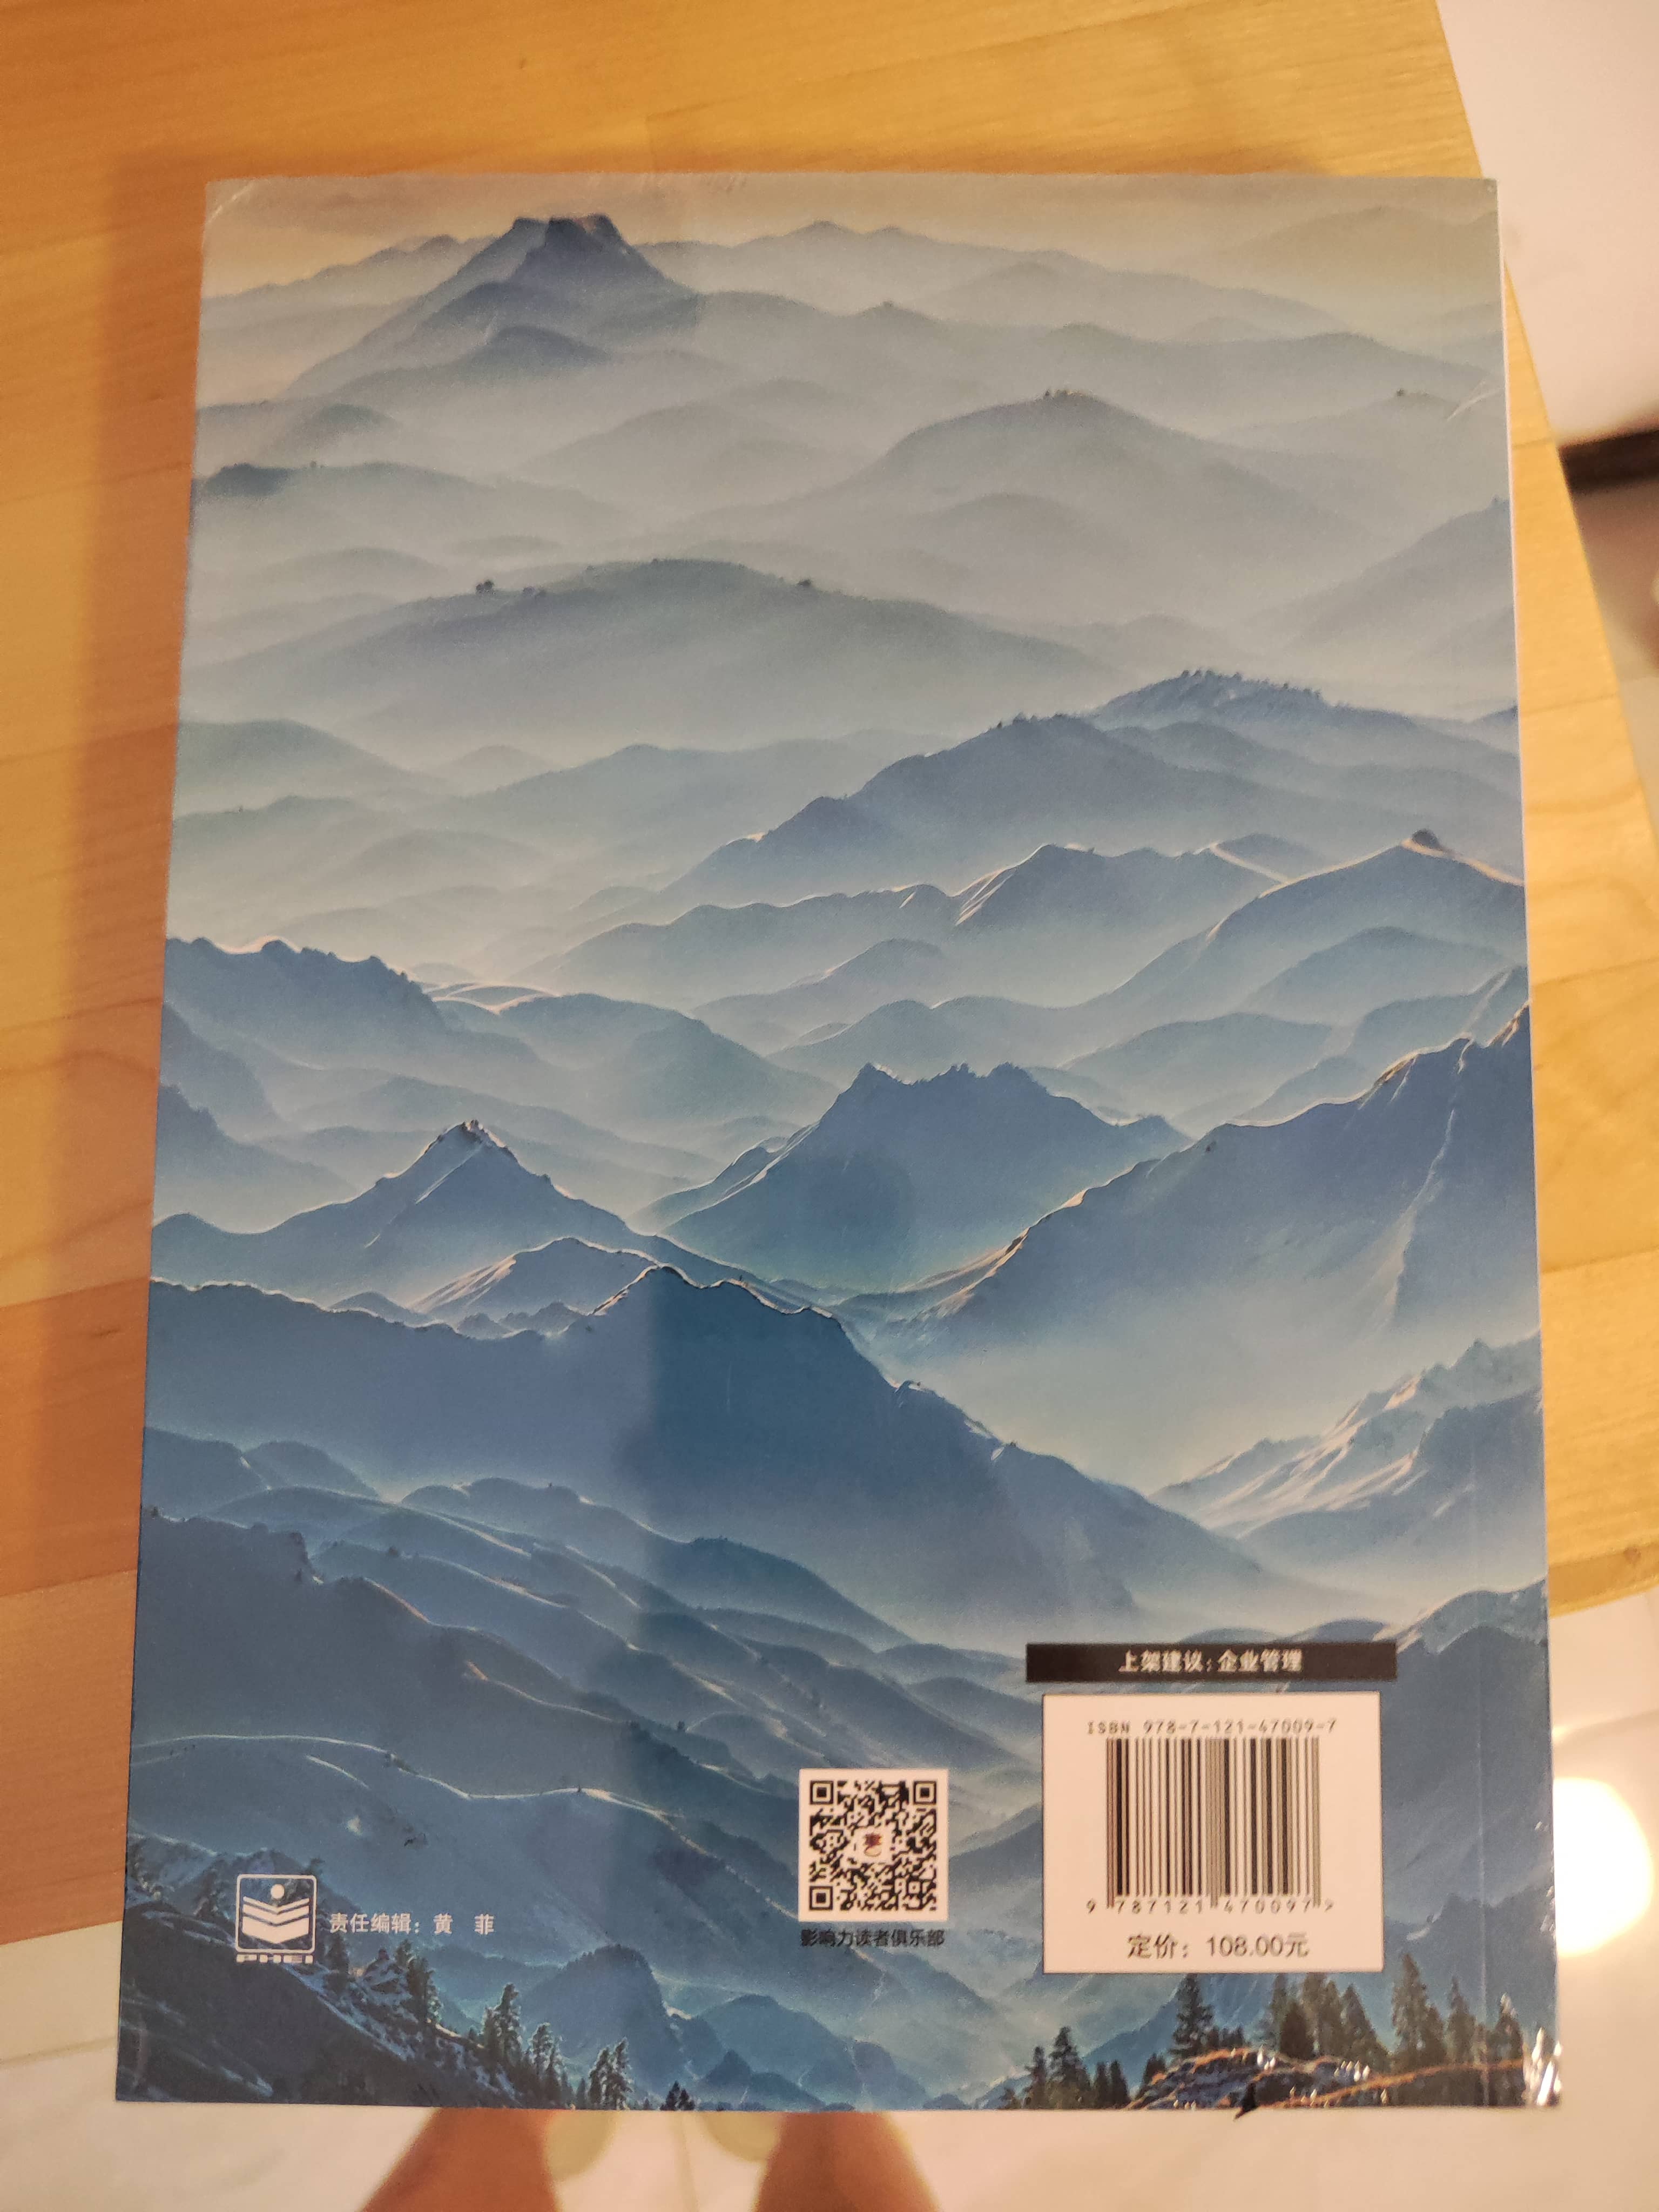 上架建议：企业管理
ISBN 978-7-121-47009-7
9 787121 470097 >
定价：108.00元
影响力读者俱乐部
责任编辑：黄 菲